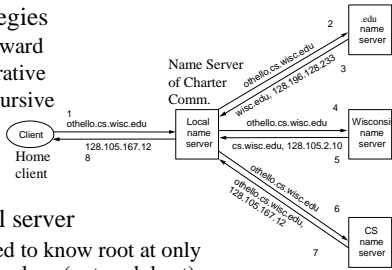 egies
ward
rative
cursive
Name Server
of Charter
Comm.
Client
Home
client
1
othello.cs.wisc.edu
128.105.167.12
8
Local
name
server
2
othello.cs.wisc.edu
wisc.edu, 128.196.128.233
3
.edu
name
server
4
othello.cs.wisc.edu
cs.wisc.edu, 128.105.2.10
5
Wisconsin
name
server
othello.cs.wisc.edu
6
othello.cs.wisc.edu,
128.105.167.12
7
CS
name
server
l server
ed to know root at only